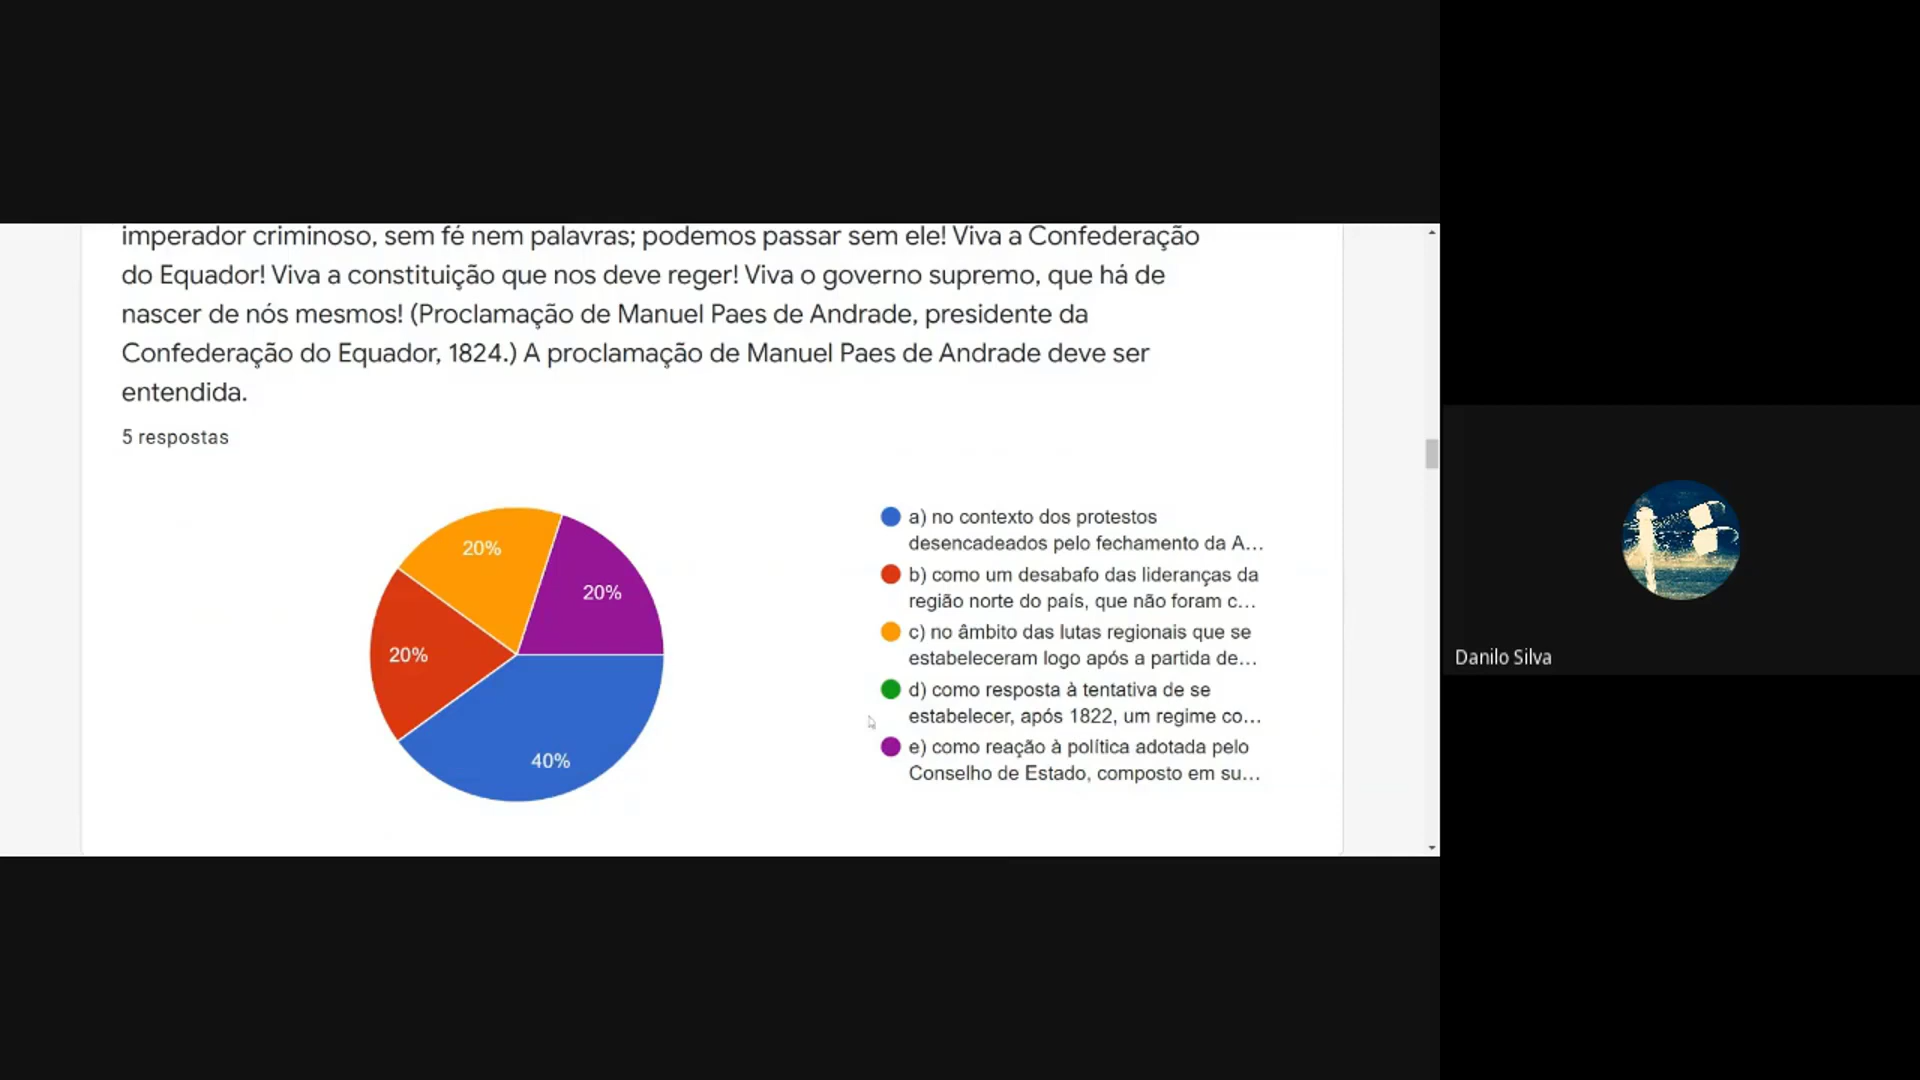 imperador criminoso, sem fé nem palavras; podemos passar sem ele! Viva a Confederação
do Equador! Viva a constituição que nos deve reger! Viva o governo supremo, que há de
nascer de nós mesmos! (Proclamação de Manuel Paes de Andrade, presidente da
Confederação do Equador, 1824.) A proclamação de Manuel Paes de Andrade deve ser
entendida.
5 respostas
20%
20%
20%
40%
a) no contexto dos protestos
desencadeados pelo fechamento da A...
b) como um desabafo das lideranças da
região norte do país, que não foram c...
c) no âmbito das lutas regionais que se
estabeleceram logo após a partida de...
d) como resposta à tentativa de se
estabelecer, após 1822, um regime co...
e) como reação à política adotada pelo
Conselho de Estado, composto em su...
Danilo Silva